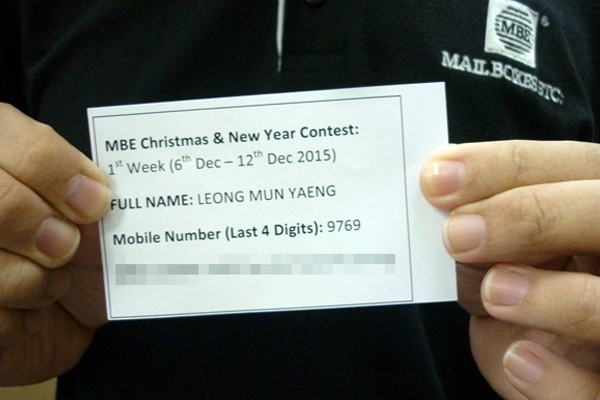 MBE
MAIL BOXES ETC.
MBE Christmas & New Year Contest:
1st Week (6th Dec – 12th Dec 2015)
FULL NAME: LEONG MUN YAENG
Mobile Number (Last 4 Digits): 9769